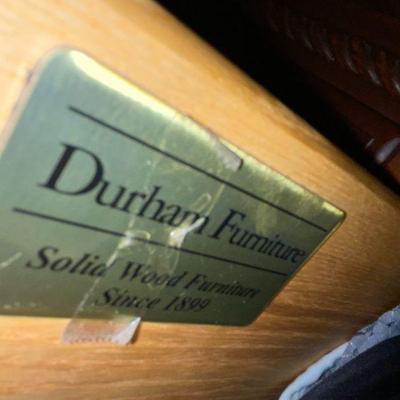 Durham Furniture
Solid Wood Furniture
Since 1899